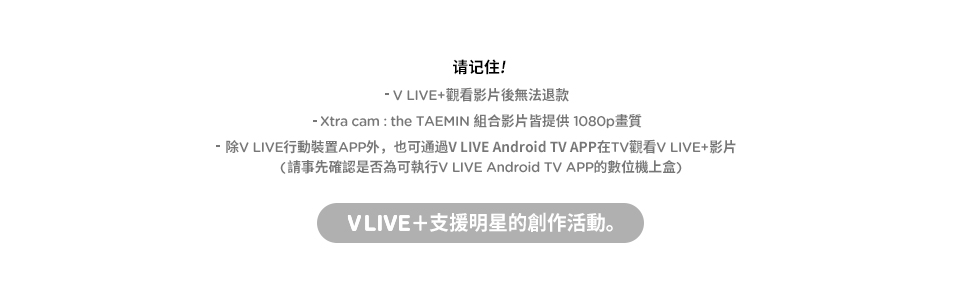 请记住!
- V LIVE+觀看影片後無法退款
- Xtra cam : the TAEMIN 組合影片皆提供 1080p畫質
- 除V LIVE行動裝置APP外，也可通過V LIVE Android TV APP在TV觀看V LIVE+影片
(請事先確認是否為可執行V LIVE Android TV APP的數位機上盒)
V LIVE+支援明星的創作活動。